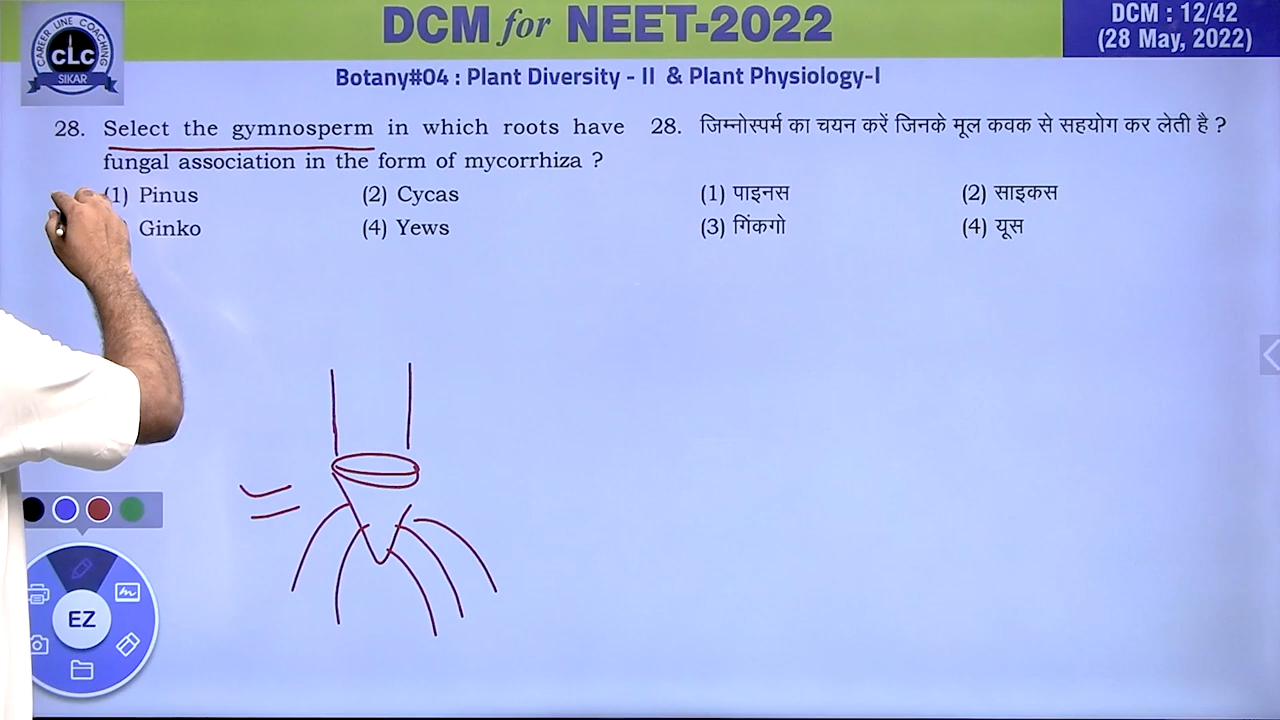 DCM for NEET-2022
DCM : 12/42
(28 May, 2022)
CAREER LINE COACHING
CLC
SIKAR
Botany#04 : Plant Diversity - II & Plant Physiology-I
28. Select the gymnosperm in which roots have
fungal association in the form of mycorrhiza ?
(1) Pinus (2) Cycas
Ginko (4) Yews
28. जिम्नोस्पर्म का चयन करें जिनके मूल कवक से सहयोग कर लेती है ?
(1) पाइनस (2) साइकस
(3) गिंकगो (4) यूस
EZ